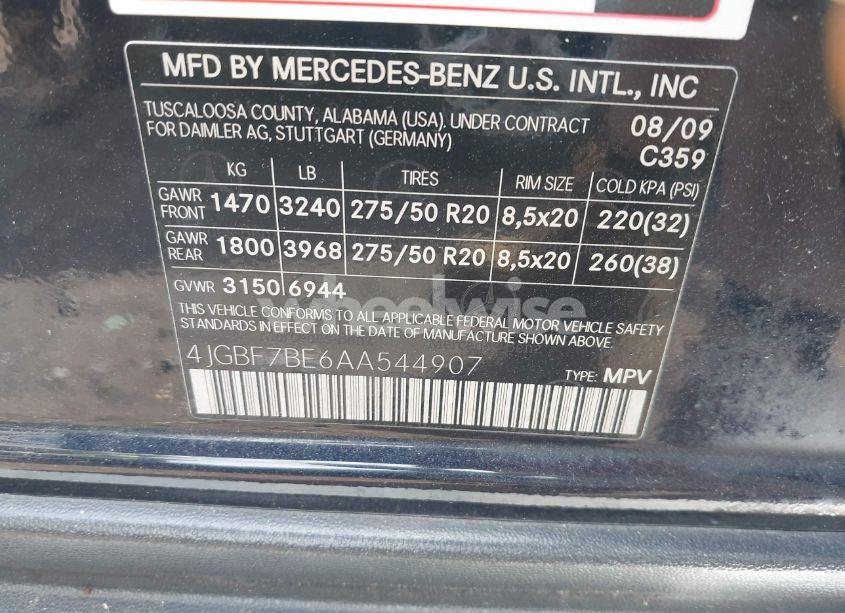 MFD BY MERCEDES-BENZ U.S. INTL., INC
TUSCALOOSA COUNTY, ALABAMA (USA). UNDER CONTRACT 08/09
FOR DAIMLER AG, STUTTGART (GERMANY) C359
KG LB TIRES RIM SIZE COLD KPA (PSI)
GAWR FRONT 1470 3240 275/50 R20 8,5x20 220(32)
GAWR REAR 1800 3968 275/50 R20 8,5x20 260(38)
GVWR 3150 6944
wheelwise
THIS VEHICLE CONFORMS TO ALL APPLICABLE FEDERAL MOTOR VEHICLE SAFETY
STANDARDS IN EFFECT ON THE DATE OF MANUFACTURE SHOWN ABOVE.
4JGBF7BE6AA544907 TYPE: MPV